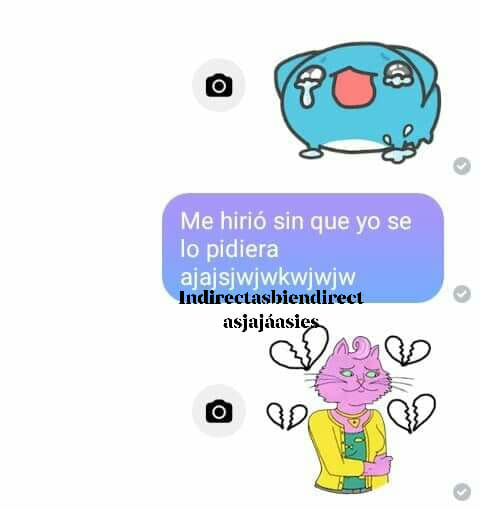 Me hirió sin que yo se
lo pidiera
ajajsjwjwkwjwjw
Indirectasbiendirect
asjajáasies